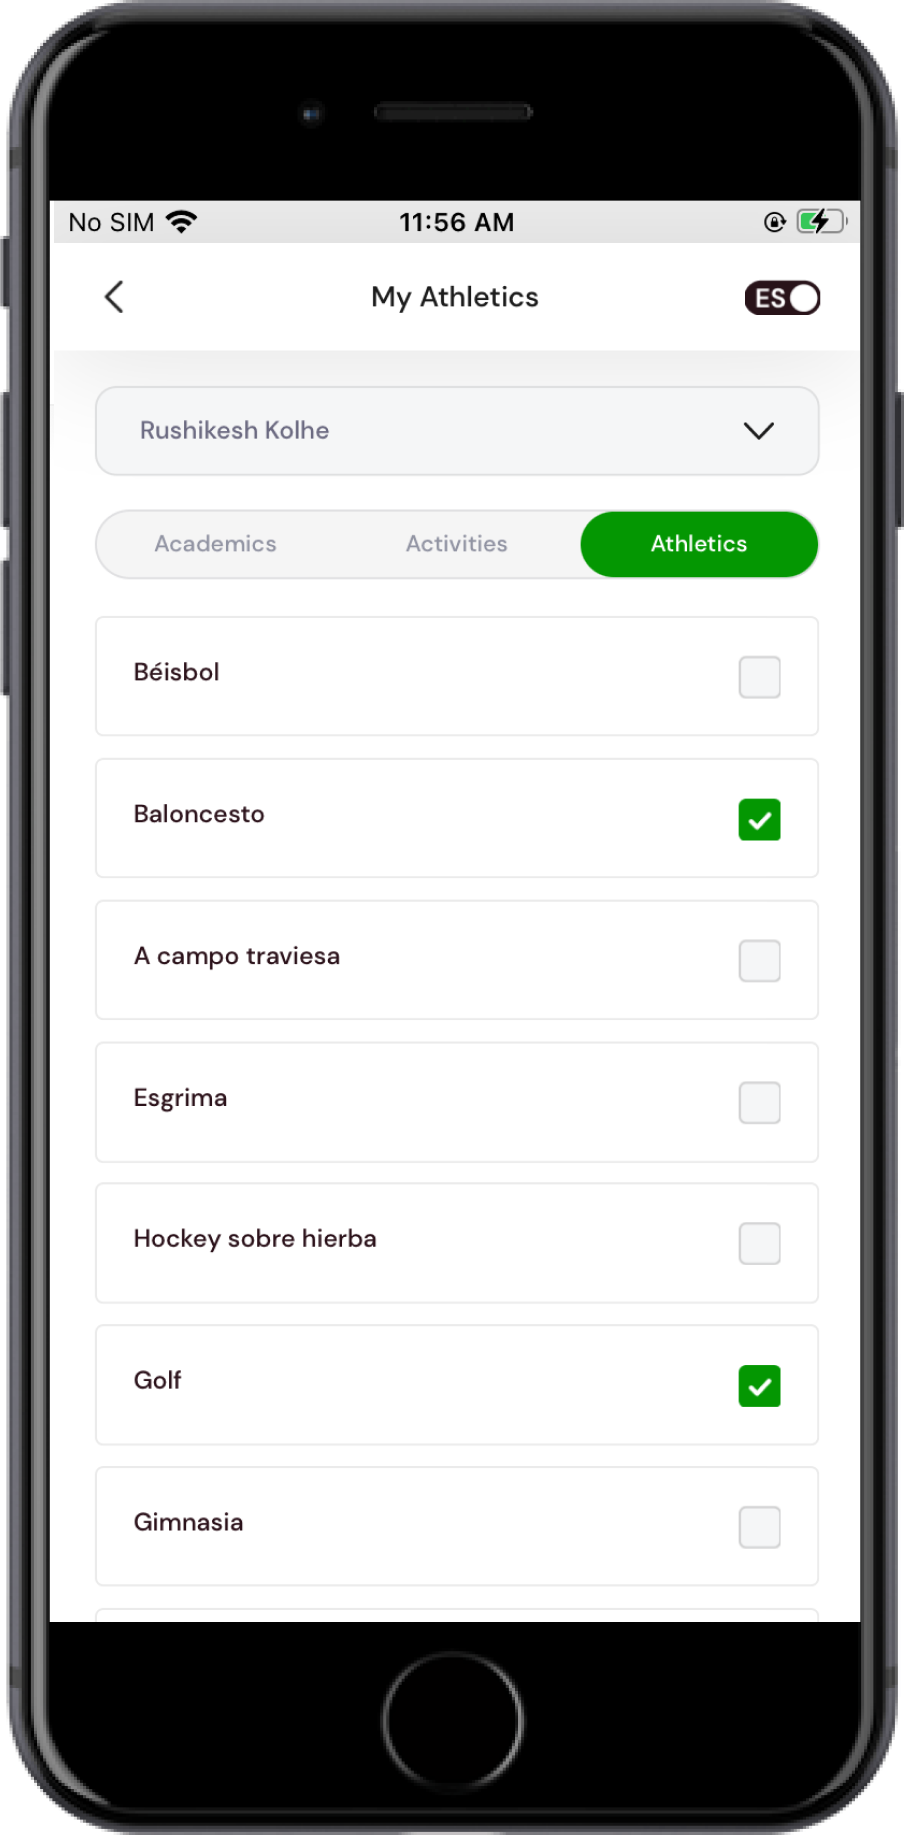 No SIM 11:56 AM
My Athletics ES
Rushikesh Kolhe
Academics Activities Athletics
Béisbol
Baloncesto
A campo traviesa
Esgrima
Hockey sobre hierba
Golf
Gimnasia